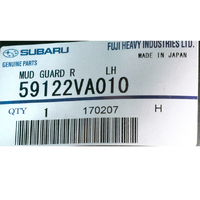 SUBARU
FUJI HEAVY INDUSTRIES LTD.
GENUINE PARTS
MADE IN JAPAN
MUD GUARD R LH
59122VA010
QTY 1 170207 H